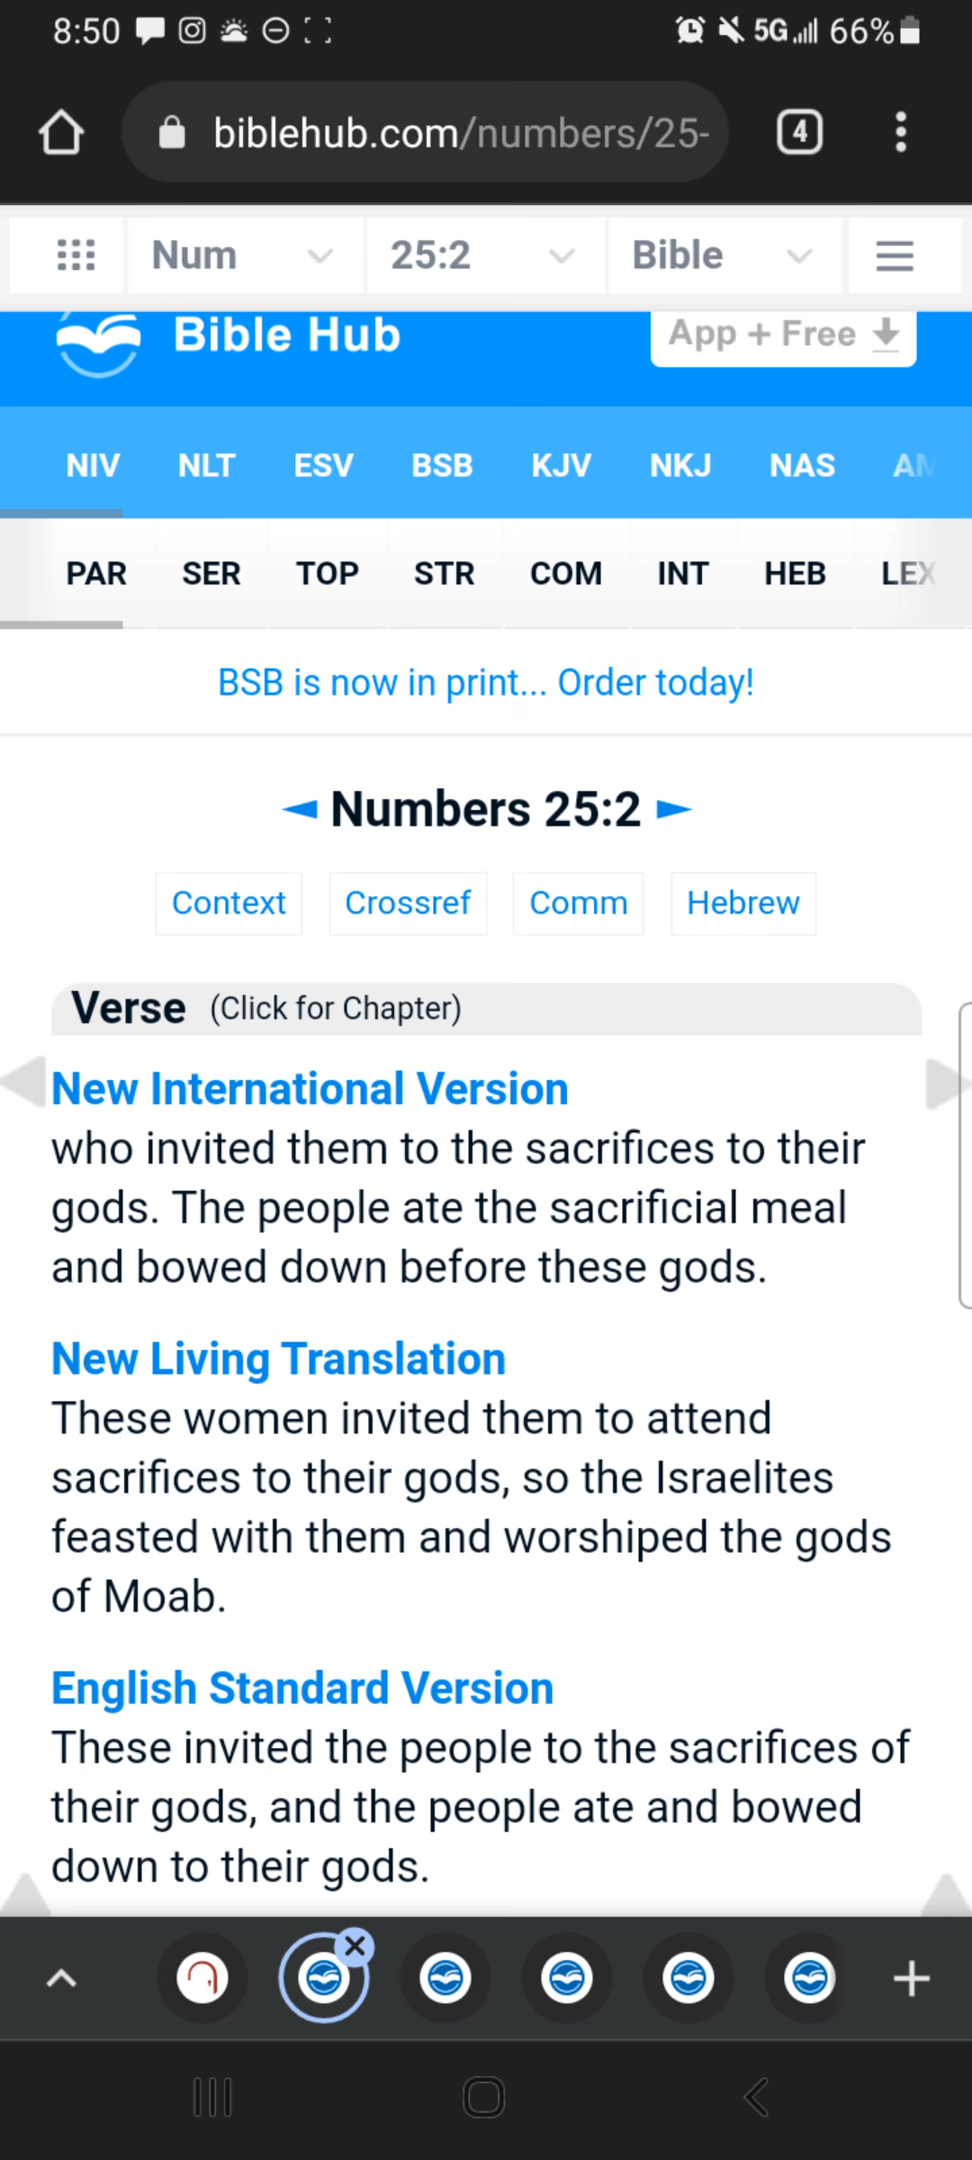 8:50 5G 66%
biblehub.com/numbers/25- 4
Num 25:2 Bible
Bible Hub App + Free
NIV NLT ESV BSB KJV NKJ NAS AM
PAR SER TOP STR COM INT HEB LEX
BSB is now in print... Order today!
Numbers 25:2
Context Crossref Comm Hebrew
Verse (Click for Chapter)
New International Version
who invited them to the sacrifices to their
gods. The people ate the sacrificial meal
and bowed down before these gods.
New Living Translation
These women invited them to attend
sacrifices to their gods, so the Israelites
feasted with them and worshiped the gods
of Moab.
English Standard Version
These invited the people to the sacrifices of
their gods, and the people ate and bowed
down to their gods.